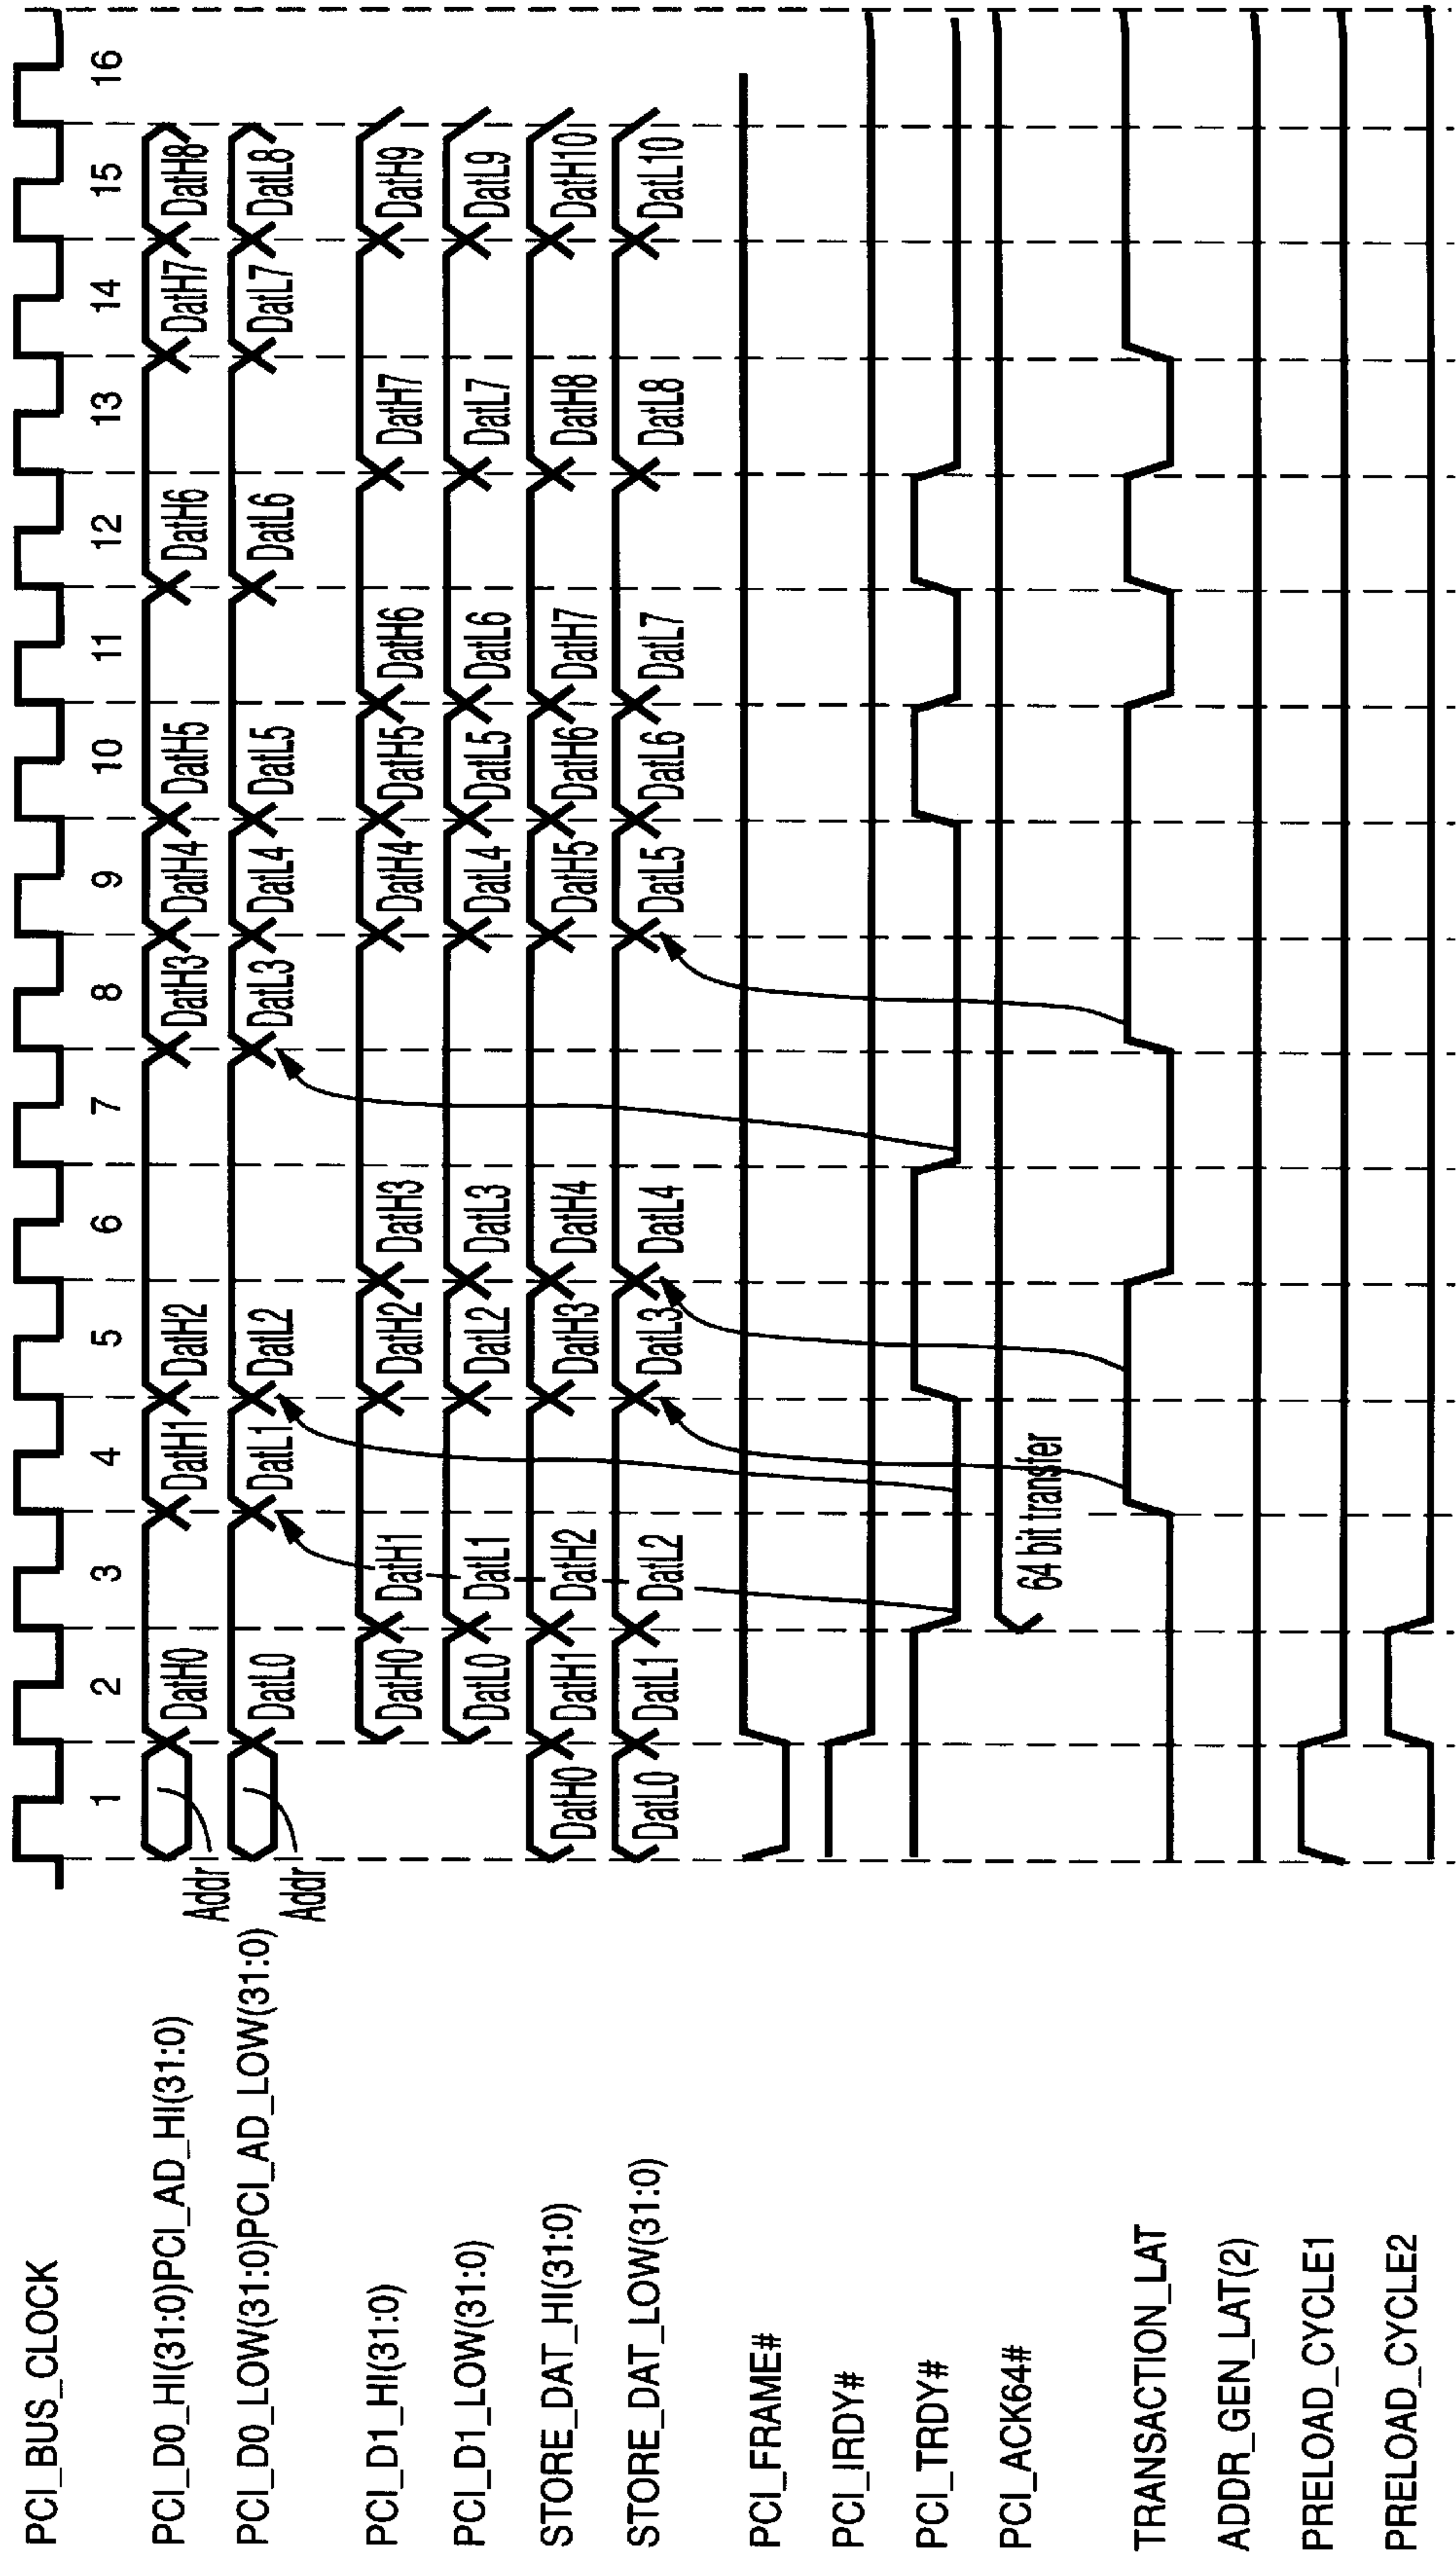 PCI_BUS_CLOCK
1 2 3 4 5 6 7 8 9 10 11 12 13 14 15 16
PCI_D0_HI(31:0)PCI_AD_HI(31:0)
Addr
DatH0 DatH1 DatH2 DatH3 DatH4 DatH5 DatH6 DatH7 DatH8
PCI_D0_LOW(31:0)PCI_AD_LOW(31:0)
Addr
DatL0 DatL1 DatL2 DatL3 DatL4 DatL5 DatL6 DatL7 DatL8
PCI_D1_HI(31:0)
DatH0 DatH1 DatH2 DatH3 DatH4 DatH5 DatH6 DatH7 DatH9
PCI_D1_LOW(31:0)
DatL0 DatL1 DatL2 DatL3 DatL4 DatL5 DatL6 DatL7 DatL9
STORE_DAT_HI(31:0)
DatH0 DatH1 DatH2 DatH3 DatH4 DatH5 DatH6 DatH7 DatH8 DatH10
STORE_DAT_LOW(31:0)
DatL0 DatL1 DatL2 DatL3 DatL4 DatL5 DatL6 DatL7 DatL8 DatL10
PCI_FRAME#
PCI_IRDY#
PCI_TRDY#
PCI_ACK64#
64 bit transfer
TRANSACTION_LAT
ADDR_GEN_LAT(2)
PRELOAD_CYCLE1
PRELOAD_CYCLE2